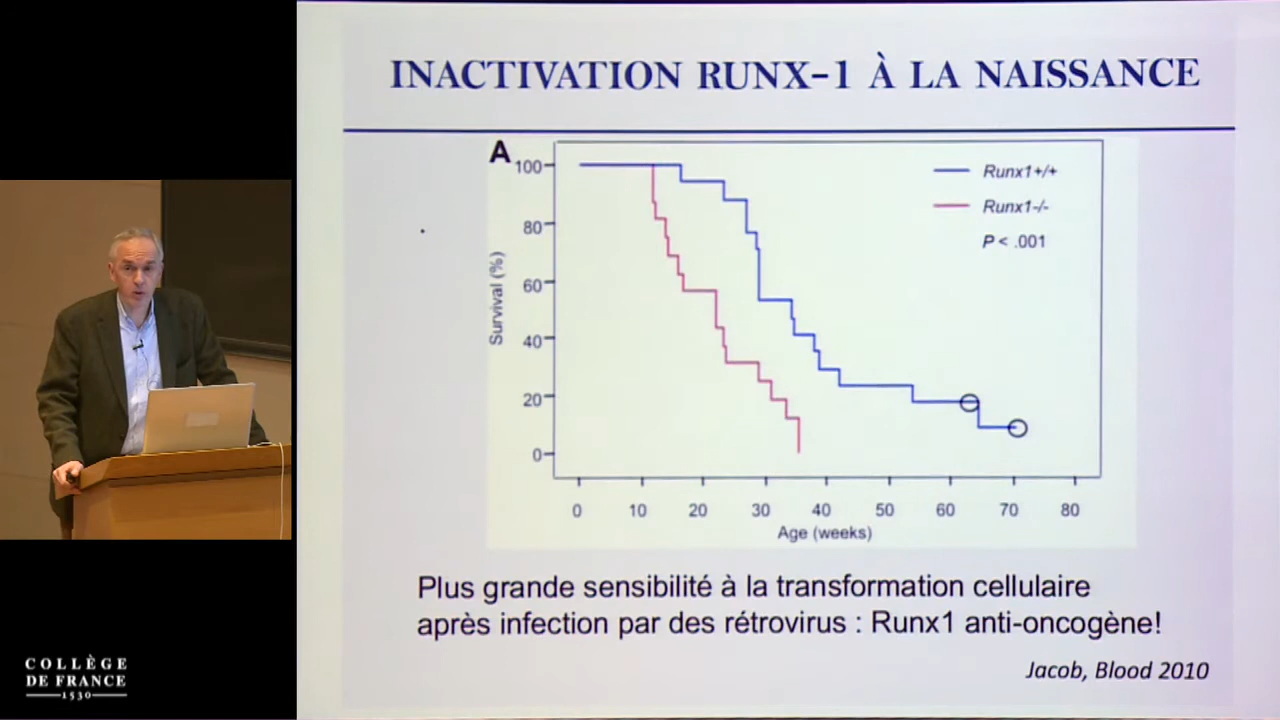 INACTIVATION RUNX-1 À LA NAISSANCE
A
100
80
60
40
20
0
Survival (%)
Runx1+/+
Runx1-/-
P < .001
0 10 20 30 40 50 60 70 80
Age (weeks)
Plus grande sensibilité à la transformation cellulaire
après infection par des rétrovirus : Runx1 anti-oncogène!
Jacob, Blood 2010
COLLÈGE
DE FRANCE
1530